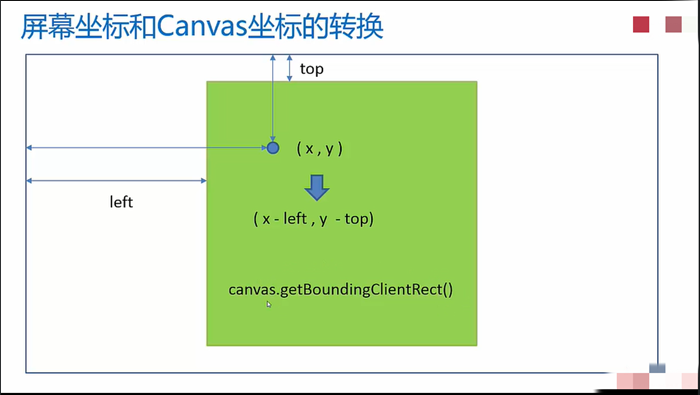 屏幕坐标和Canvas坐标的转换
top
( x , y )
left
( x - left , y - top)
canvas.getBoundingClientRect()